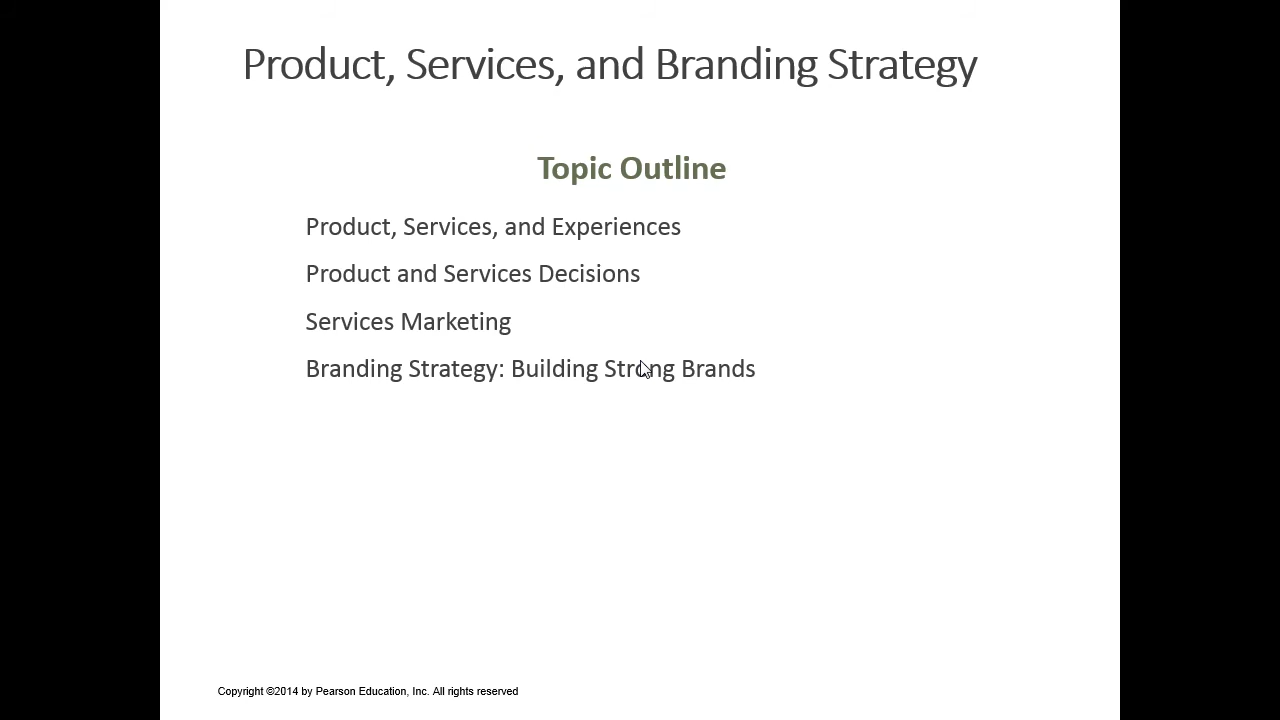 Product, Services, and Branding Strategy
Topic Outline
Product, Services, and Experiences
Product and Services Decisions
Services Marketing
Branding Strategy: Building Strong Brands
Copyright ©2014 by Pearson Education, Inc. All rights reserved